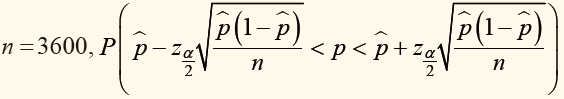 n = 3600, P( p̂ − z_{α/2} √(p̂(1−p̂)/n) < p < p̂ + z_{α/2} √(p̂(1−p̂)/n) )